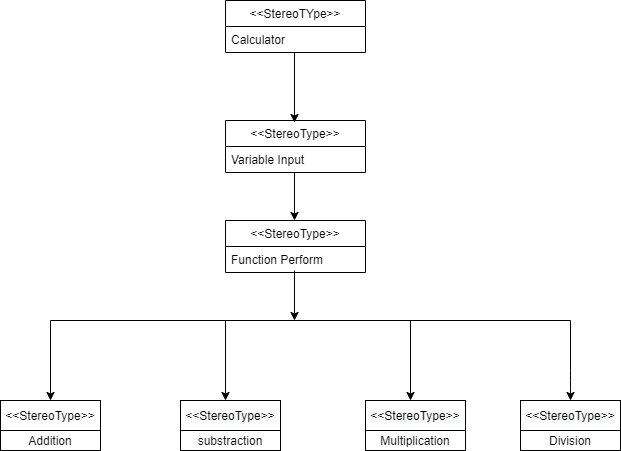 <<StereoTYpe>>
Calculator
<<StereoType>>
Variable Input
<<StereoType>>
Function Perform
<<StereoType>> <<StereoType>> <<StereoType>> <<StereoType>>
Addition substraction Multiplication Division